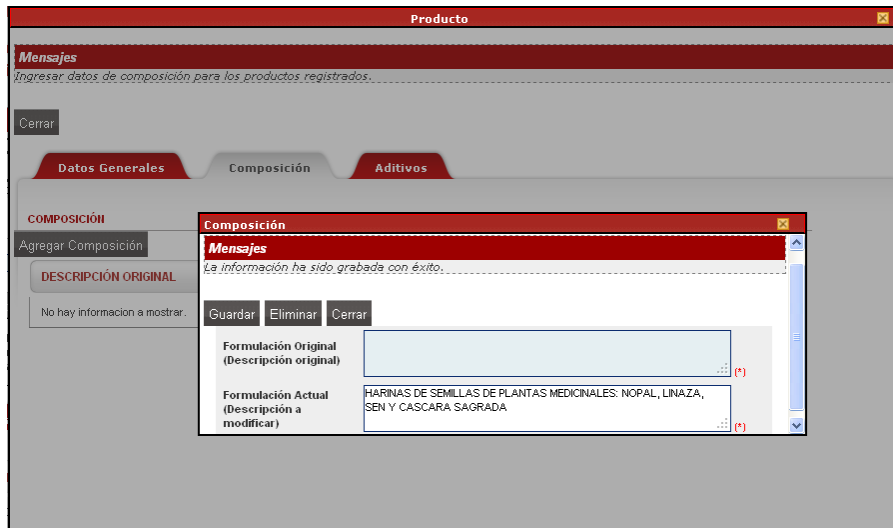 Producto
Mensajes
Ingresar datos de composición para los productos registrados.
Cerrar
Datos Generales Composición Aditivos
COMPOSICIÓN
Agregar Composición
DESCRIPCIÓN ORIGINAL
No hay informacion a mostrar.
Composición
Mensajes
La información ha sido grabada con éxito.
Guardar Eliminar Cerrar
Formulación Original
(Descripción original)
(*)
Formulación Actual
(Descripción a
modificar)
HARINAS DE SEMILLAS DE PLANTAS MEDICINALES: NOPAL, LINAZA,
SEN Y CASCARA SAGRADA
(*)